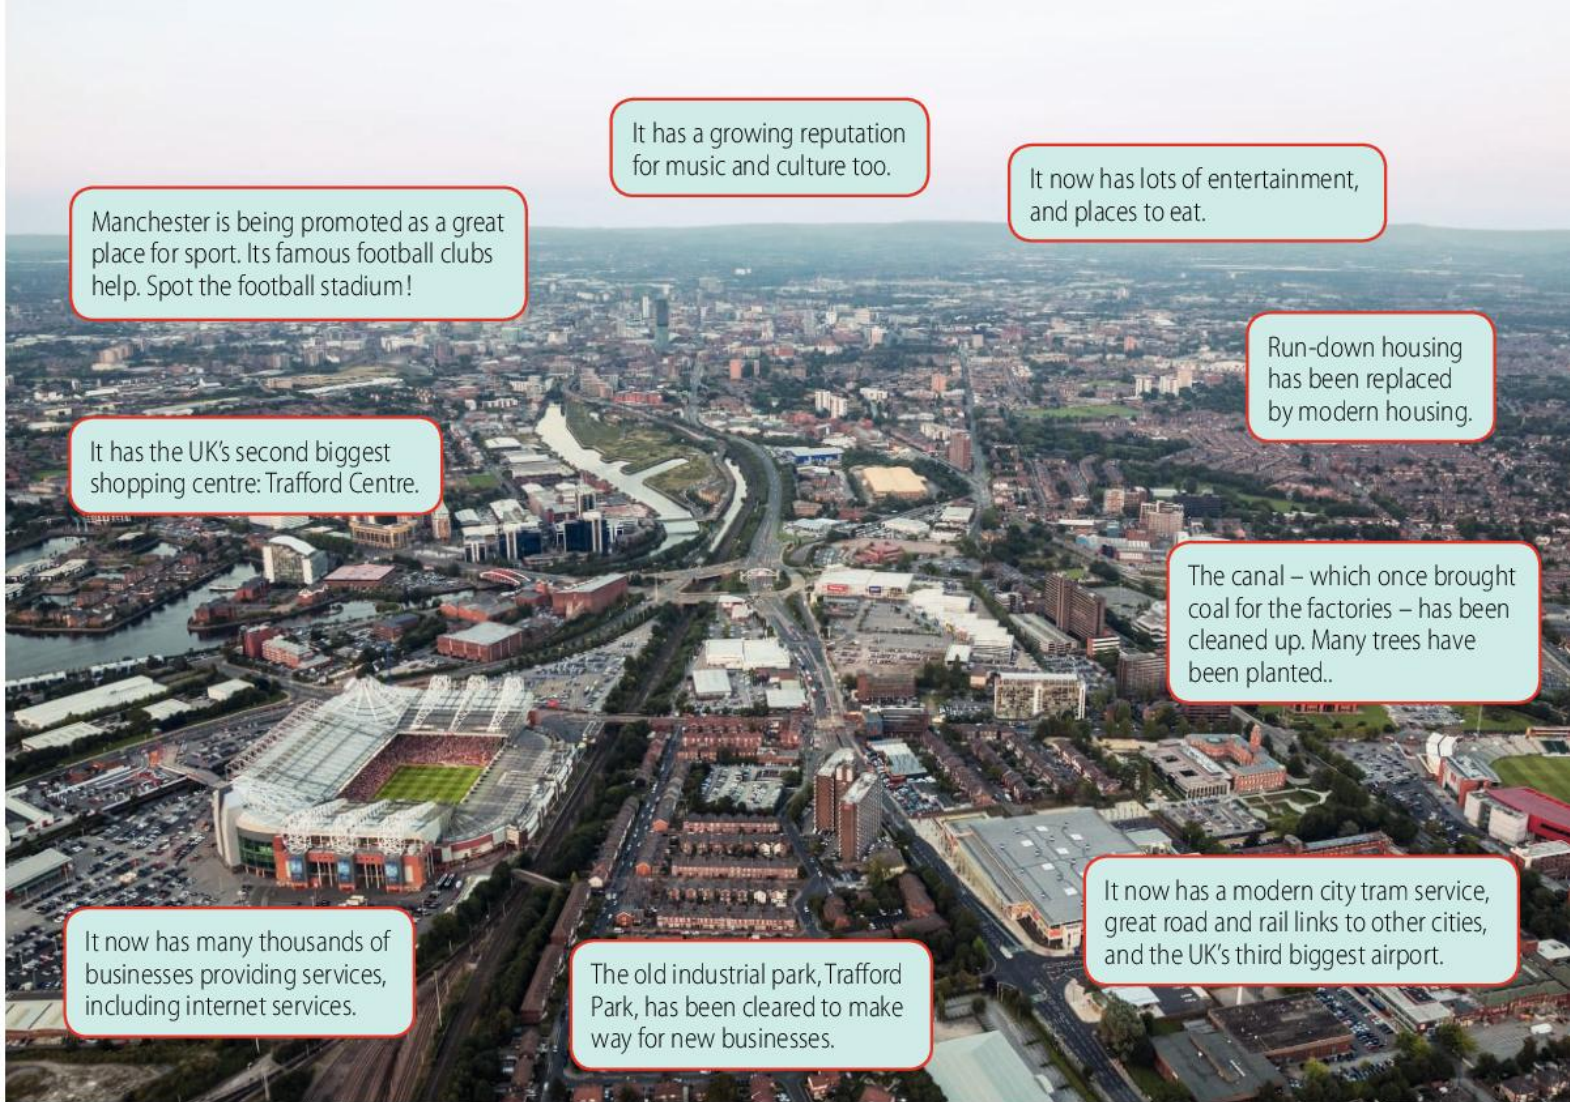 It has a growing reputation
for music and culture too.
It now has lots of entertainment,
and places to eat.
Manchester is being promoted as a great
place for sport. Its famous football clubs
help. Spot the football stadium!
Run-down housing
has been replaced
by modern housing.
It has the UK's second biggest
shopping centre: Trafford Centre.
The canal – which once brought
coal for the factories – has been
cleaned up. Many trees have
been planted..
It now has a modern city tram service,
great road and rail links to other cities,
and the UK's third biggest airport.
It now has many thousands of
businesses providing services,
including internet services.
The old industrial park, Trafford
Park, has been cleared to make
way for new businesses.